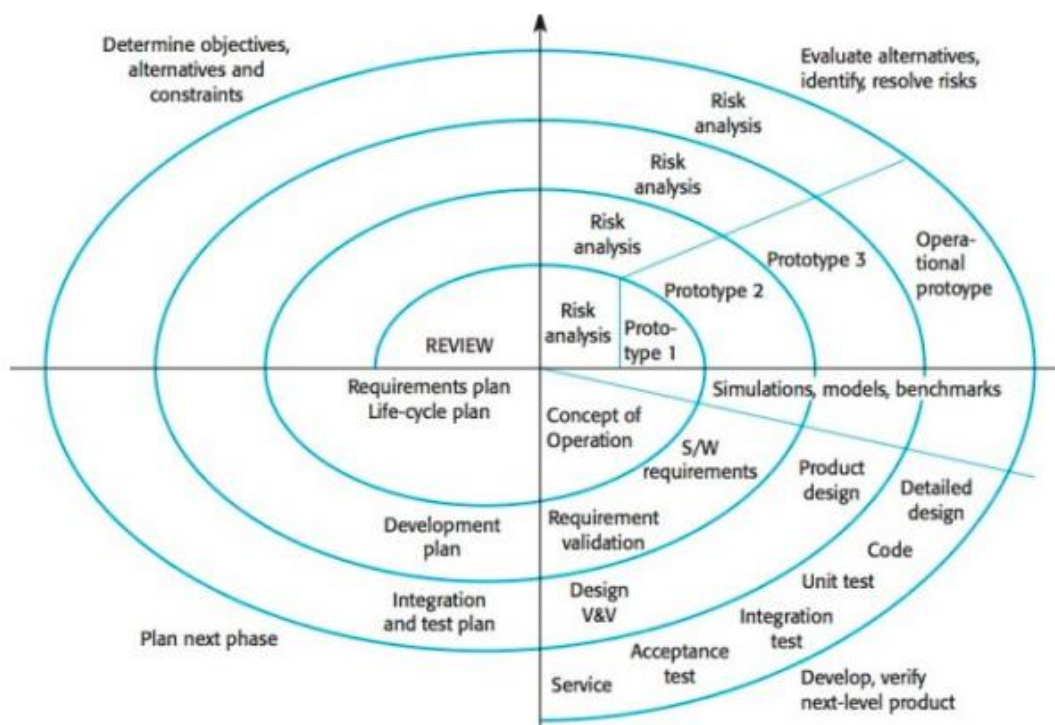 Determine objectives,
alternatives and
constraints
Evaluate alternatives,
identify, resolve risks
Risk
analysis
Risk
analysis
Risk
analysis
Risk
analysis
Proto-
type 1
Prototype 2
Prototype 3
Opera-
tional
protoype
REVIEW
Requirements plan
Life-cycle plan
Simulations, models, benchmarks
Concept of
Operation
S/W
requirements
Product
design
Detailed
design
Development
plan
Requirement
validation
Code
Unit test
Integration
and test plan
Design
V&V
Integration
test
Plan next phase
Acceptance
test
Service
Develop, verify
next-level product